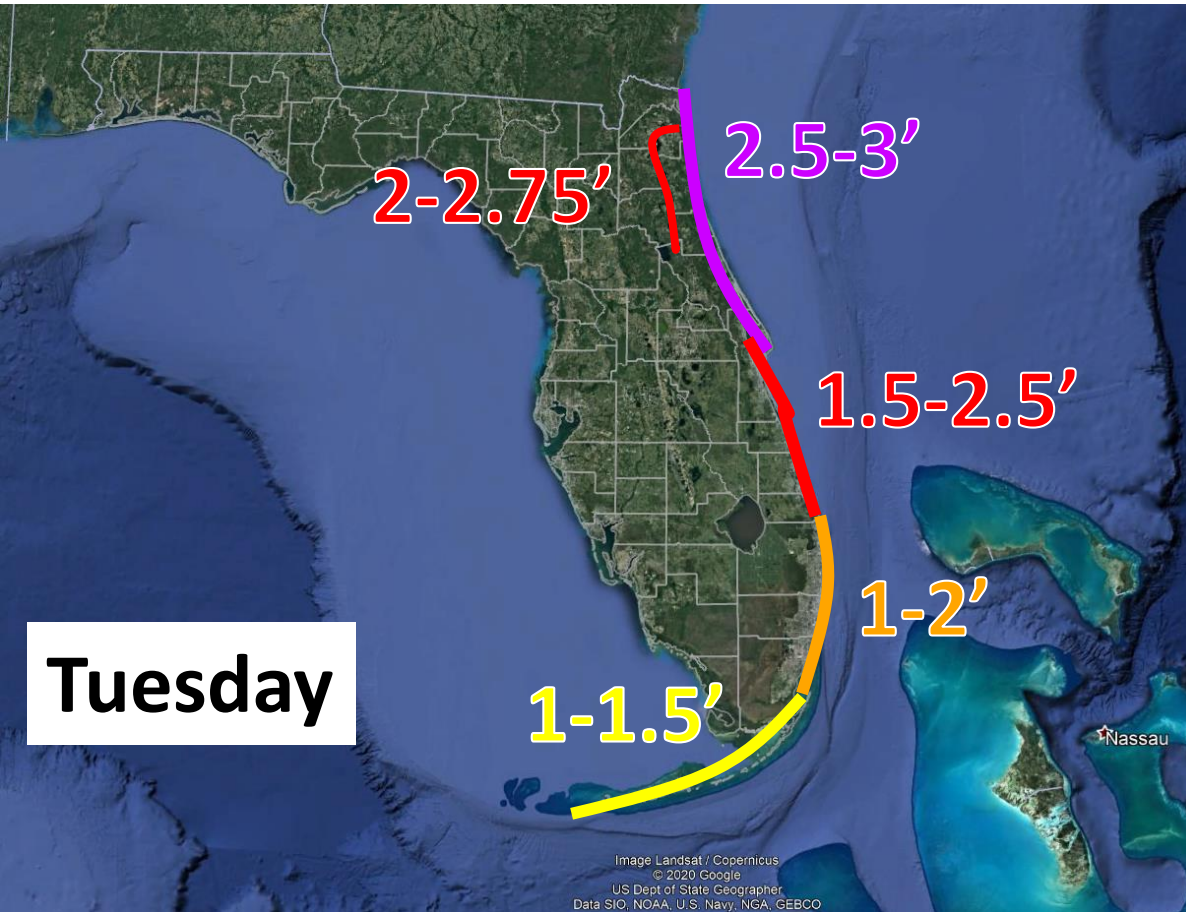 2.5-3’
2-2.75’
1.5-2.5’
1-2’
Tuesday
1-1.5’
Nassau
Image Landsat / Copernicus
© 2020 Google
US Dept of State Geographer
Data SIO, NOAA, U.S. Navy, NGA, GEBCO